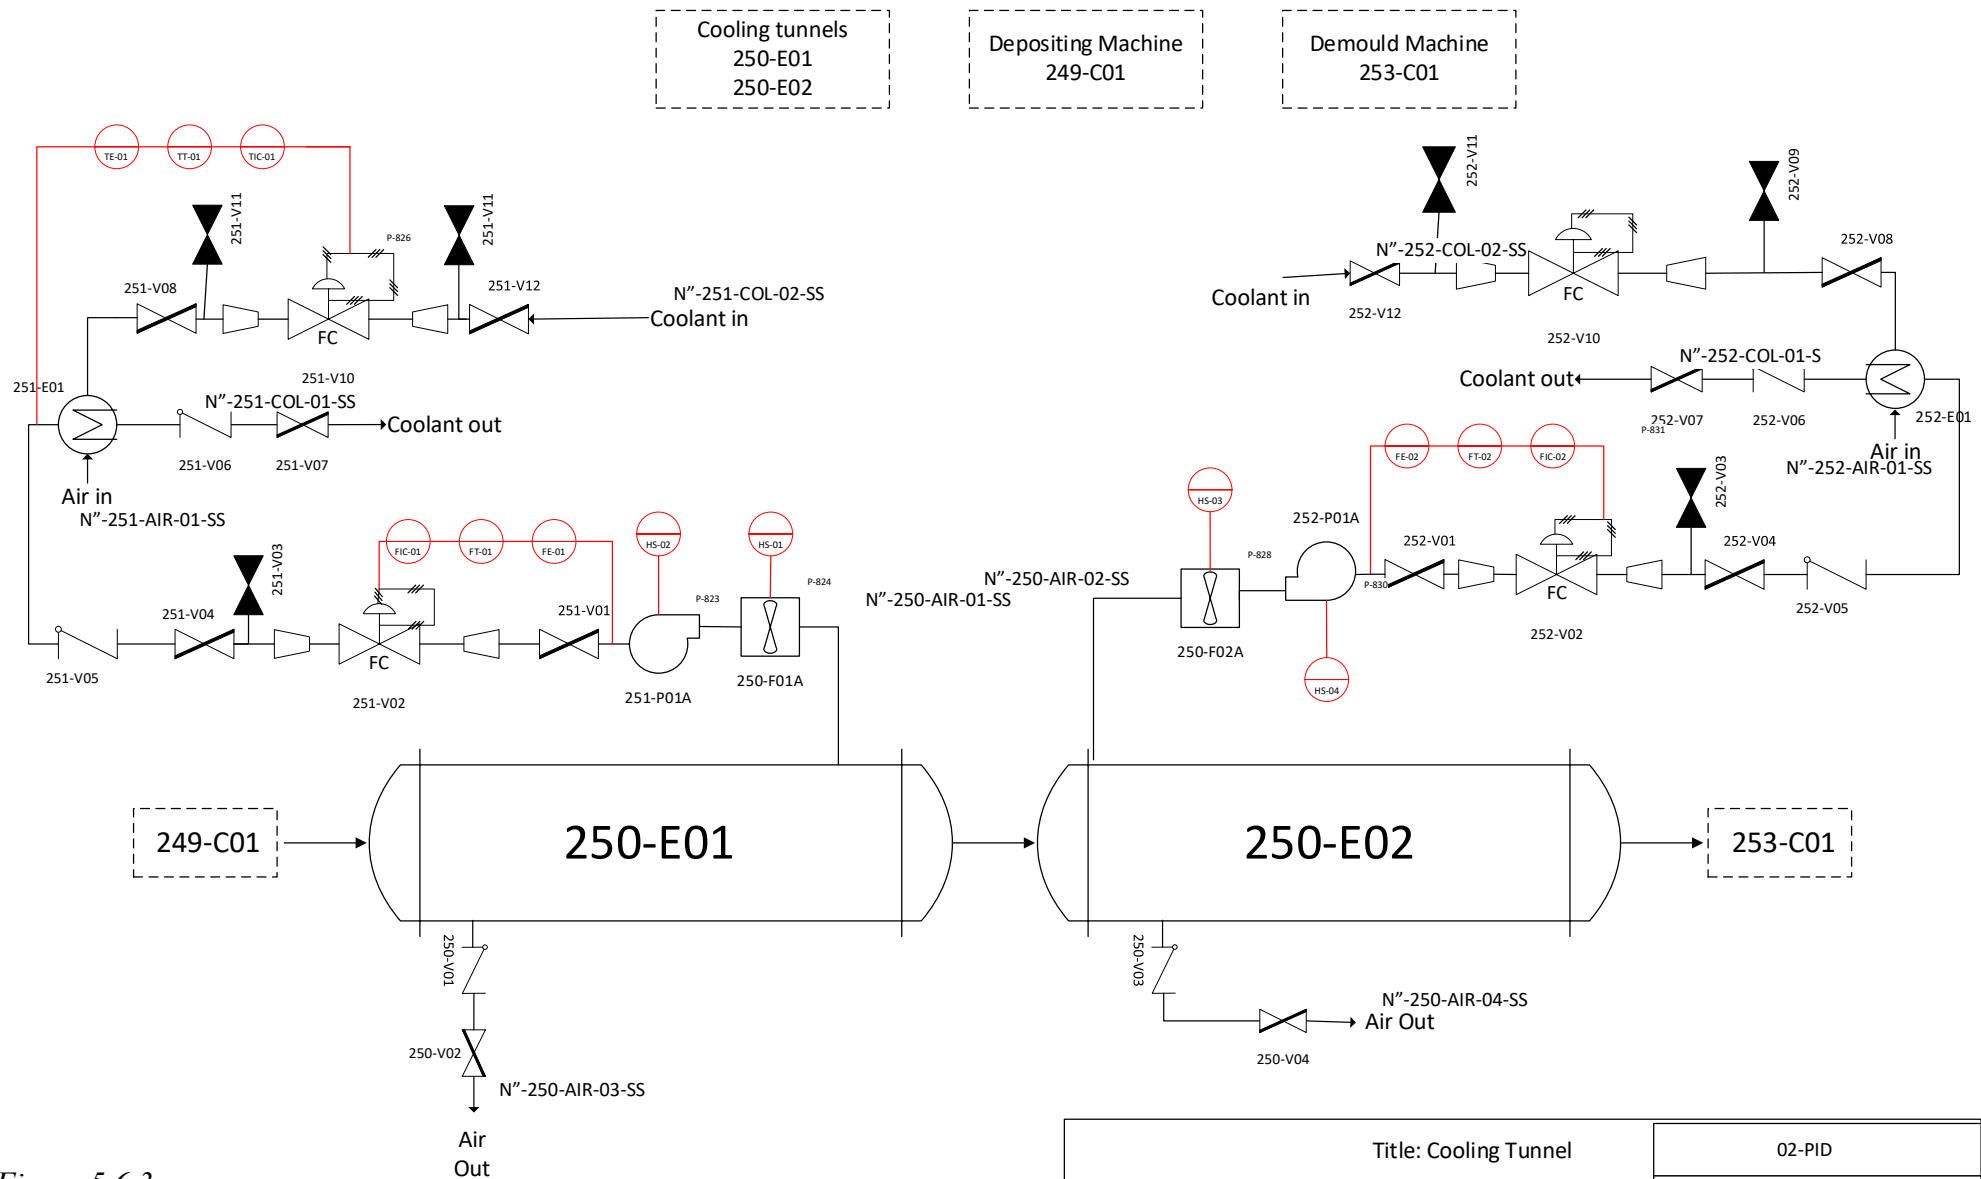 Cooling tunnels
250-E01
250-E02
Depositing Machine
249-C01
Demould Machine
253-C01
TE-01
TT-01
TIC-01
251-V11
251-V11
P-826
251-V08
251-V12
N”-251-COL-02-SS
Coolant in
FC
251-V10
251-E01
N”-251-COL-01-SS
Coolant out
251-V06
251-V07
Air in
N”-251-AIR-01-SS
252-V11
252-V09
N”-252-COL-02-SS
252-V08
Coolant in
FC
252-V12
252-V10
N”-252-COL-01-S
Coolant out
252-V07
252-V06
252-E01
P-831
Air in
N”-252-AIR-01-SS
FE-02
FT-02
FIC-02
252-V03
HS-03
252-P01A
FIC-01
FT-01
FE-01
HS-02
HS-01
251-V03
251-V04
251-V01
P-823
P-824
FC
251-V05
251-V02
251-P01A
250-F01A
N”-250-AIR-02-SS
N”-250-AIR-01-SS
P-828
P-830
252-V01
252-V04
FC
252-V05
252-V02
250-F02A
HS-04
249-C01
250-E01
250-E02
253-C01
250-V01
250-V02
N”-250-AIR-03-SS
Air
Out
250-V03
N”-250-AIR-04-SS
Air Out
250-V04
Title: Cooling Tunnel
02-PID